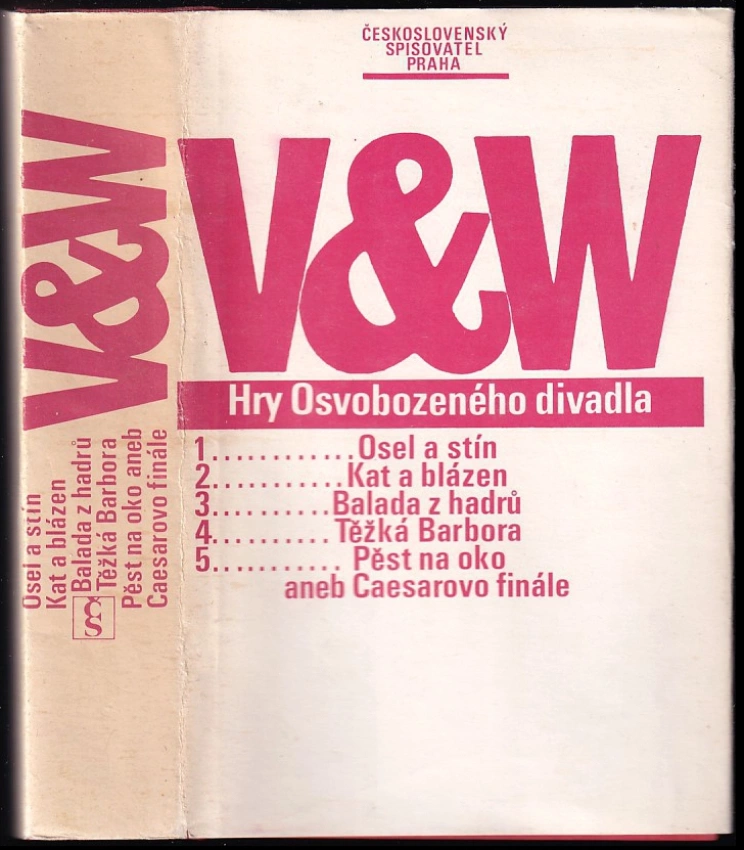 ČESKOSLOVENSKÝ
SPISOVATEL
PRAHA
V&W
Hry Osvobozeného divadla
1............. Osel a stín
2........... Kat a blázen
3.......... Balada z hadrů
4.......... Těžká Barbora
5........... Pěst na oko
aneb Caesarovo finále
V&W
Osel a stín
Kat a blázen
Balada z hadrů
Těžká Barbora
Pěst na oko aneb
Caesarovo finále